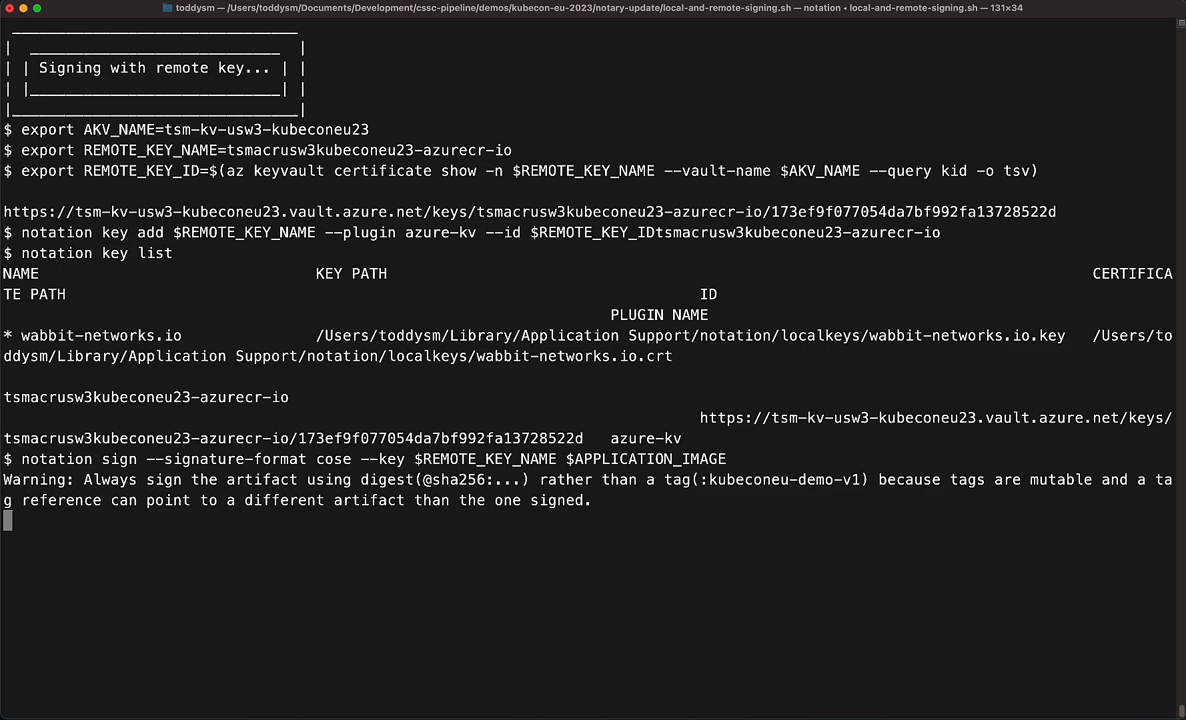 toddysm — /Users/toddysm/Documents/Development/cssc-pipeline/demos/kubecon-eu-2023/notary-update/local-and-remote-signing.sh — notation ◂ local-and-remote-signing.sh — 131×34
| | Signing with remote key... | |
$ export AKV_NAME=tsm-kv-usw3-kubeconeu23
$ export REMOTE_KEY_NAME=tsmacrusw3kubeconeu23-azurecr-io
$ export REMOTE_KEY_ID=$(az keyvault certificate show -n $REMOTE_KEY_NAME --vault-name $AKV_NAME --query kid -o tsv)
https://tsm-kv-usw3-kubeconeu23.vault.azure.net/keys/tsmacrusw3kubeconeu23-azurecr-io/173ef9f077054da7bf992fa13728522d
$ notation key add $REMOTE_KEY_NAME --plugin azure-kv --id $REMOTE_KEY_IDtsmacrusw3kubeconeu23-azurecr-io
$ notation key list
NAME KEY PATH CERTIFICA
TE PATH ID
PLUGIN NAME
* wabbit-networks.io /Users/toddysm/Library/Application Support/notation/localkeys/wabbit-networks.io.key /Users/to
ddysm/Library/Application Support/notation/localkeys/wabbit-networks.io.crt
tsmacrusw3kubeconeu23-azurecr-io
https://tsm-kv-usw3-kubeconeu23.vault.azure.net/keys/
tsmacrusw3kubeconeu23-azurecr-io/173ef9f077054da7bf992fa13728522d azure-kv
$ notation sign --signature-format cose --key $REMOTE_KEY_NAME $APPLICATION_IMAGE
Warning: Always sign the artifact using digest(@sha256:...) rather than a tag(:kubeconeu-demo-v1) because tags are mutable and a ta
g reference can point to a different artifact than the one signed.